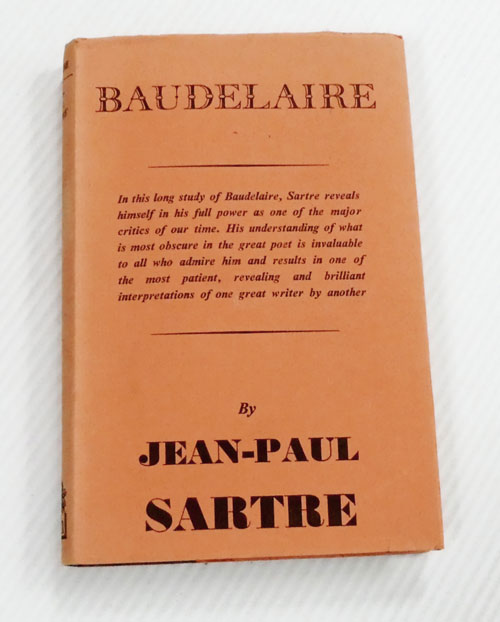 BAUDELAIRE
In this long study of Baudelaire, Sartre reveals
himself in his full power as one of the major
critics of our time. His understanding of what
is most obscure in the great poet is invaluable
to all who admire him and results in one of
the most patient, revealing and brilliant
interpretations of one great writer by another
By
JEAN-PAUL
SARTRE